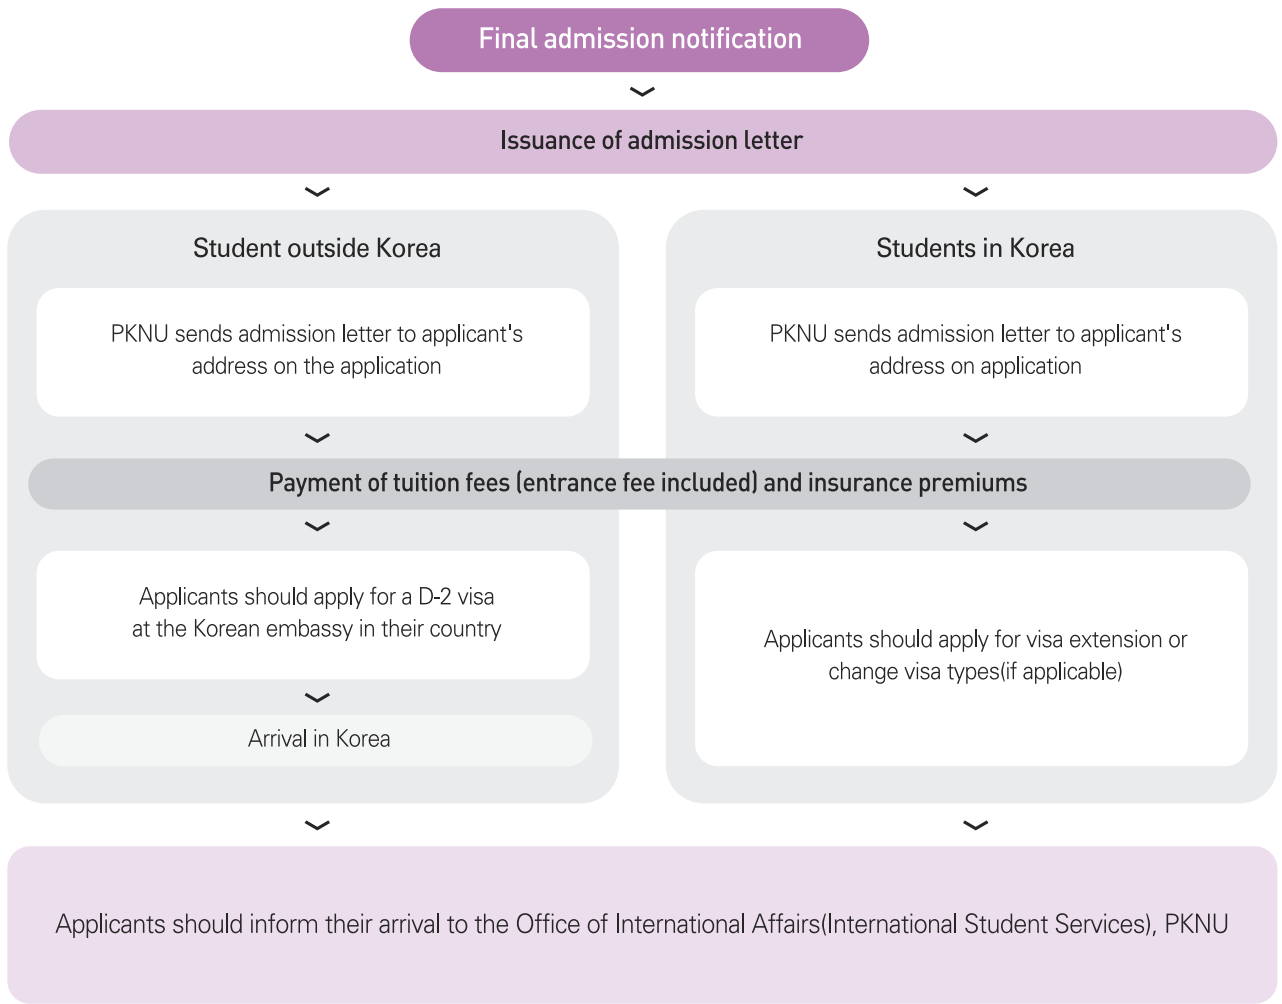 Final admission notification
Issuance of admission letter
Student outside Korea
PKNU sends admission letter to applicant's
address on the application
Students in Korea
PKNU sends admission letter to applicant's
address on application
Payment of tuition fees (entrance fee included) and insurance premiums
Applicants should apply for a D-2 visa
at the Korean embassy in their country
Arrival in Korea
Applicants should apply for visa extension or
change visa types(if applicable)
Applicants should inform their arrival to the Office of International Affairs(International Student Services), PKNU